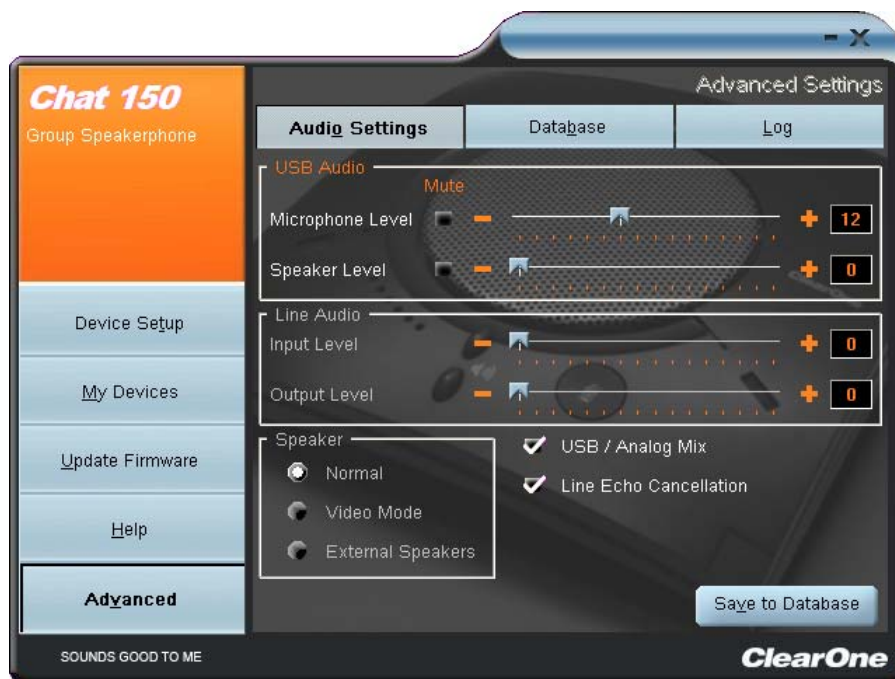 Chat 150
Group Speakerphone
Advanced Settings
Audio Settings
Database
Log
USB Audio
Mute
Microphone Level
12
Speaker Level
0
Line Audio
Input Level
0
Output Level
0
Speaker
Normal
Video Mode
External Speakers
USB / Analog Mix
Line Echo Cancellation
Device Setup
My Devices
Update Firmware
Help
Advanced
Save to Database
SOUNDS GOOD TO ME
ClearOne